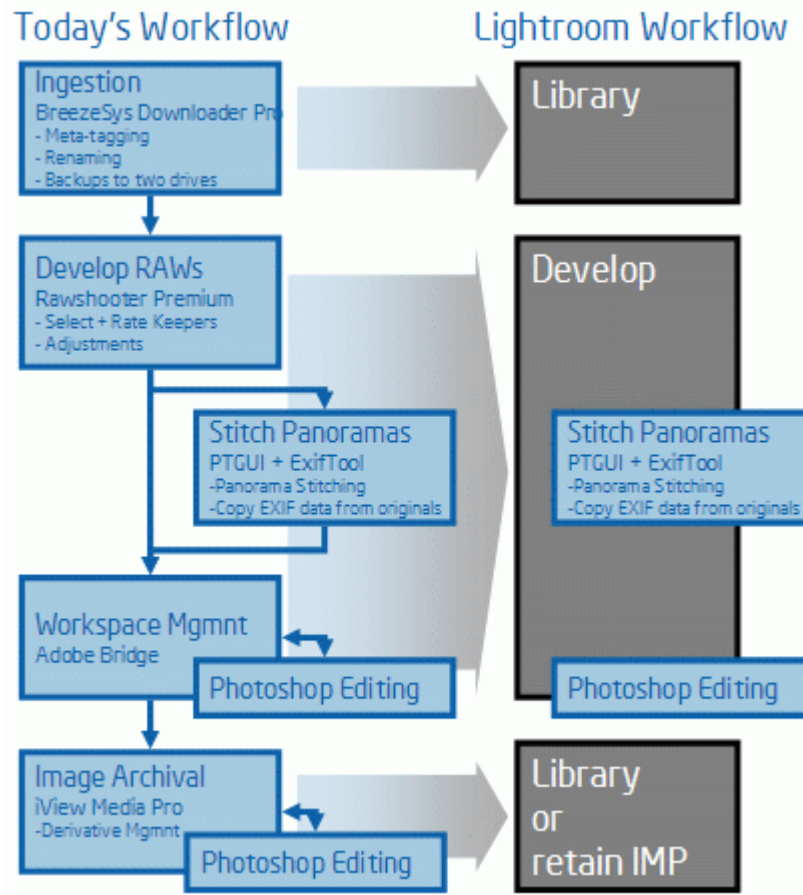 Today's Workflow
Lightroom Workflow
Ingestion
BreezeSys Downloader Pro
- Meta-tagging
- Renaming
- Backups to two drives
Library
Develop RAWs
Rawshooter Premium
- Select + Rate Keepers
- Adjustments
Develop
Stitch Panoramas
PTGUI + ExifTool
-Panorama Stitching
-Copy EXIF data from originals
Stitch Panoramas
PTGUI + ExifTool
-Panorama Stitching
-Copy EXIF data from originals
Workspace Mgmnt
Adobe Bridge
Photoshop Editing
Photoshop Editing
Image Archival
iView Media Pro
-Derivative Mgmnt
Photoshop Editing
Library
or
retain IMP